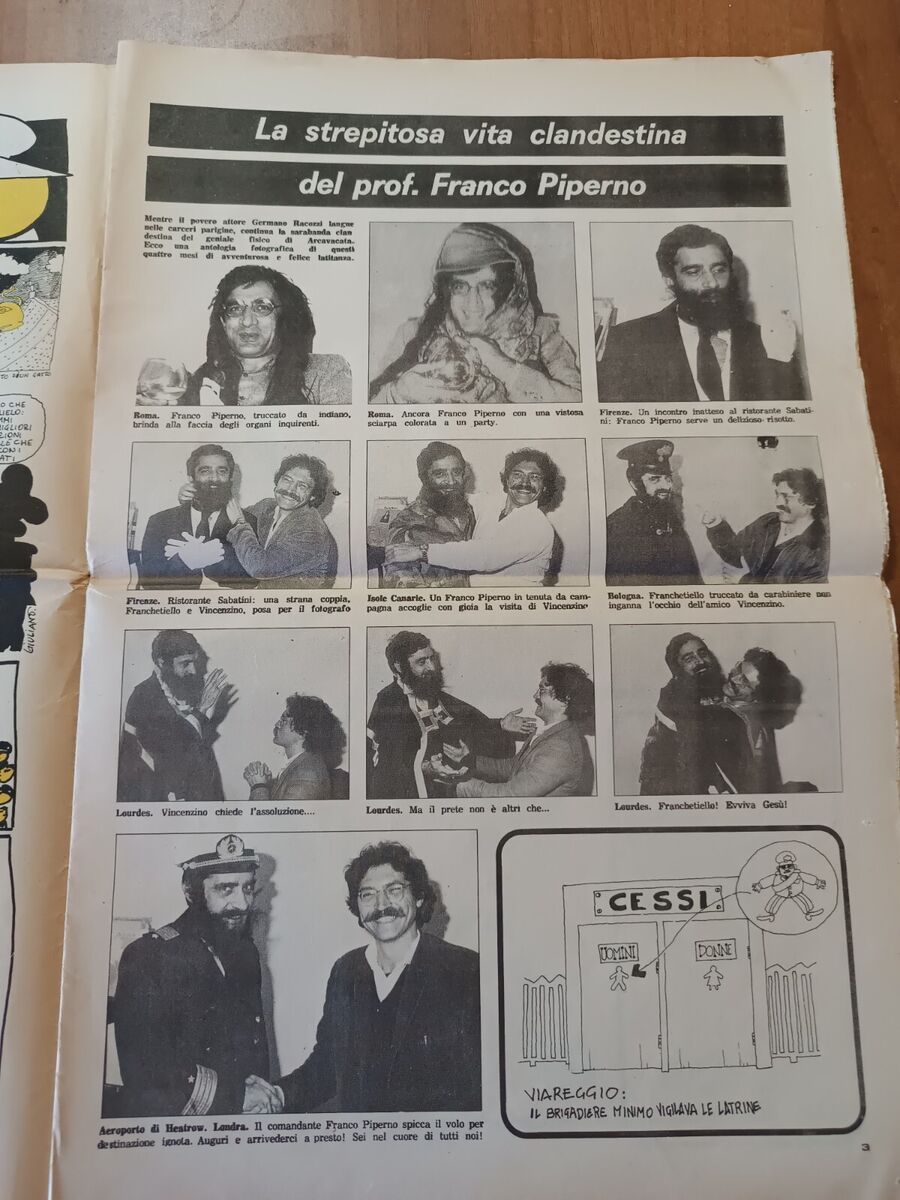 La strepitosa vita clandestina
del prof. Franco Piperno
Mentre il povero attore Germano Racozzi langue
nelle carceri parigine, continua la sarabanda clan
destina del geniale fisico di Arcavacata.
Ecco una antologia fotografica di questi
quattro mesi di avventurosa e felice latitanza.
Roma. Franco Piperno, truccato da indiano,
brinda alla faccia degli organi inquirenti.
Roma. Ancora Franco Piperno con una vistosa
sciarpa colorata a un party.
Firenze. Un incontro inatteso al ristorante Sabati-
ni: Franco Piperno serve un delizioso risotto.
Firenze. Ristorante Sabatini: una strana coppia,
Franchetiello e Vincenzino, posa per il fotografo
Isole Canarie. Un Franco Piperno in tenuta da cam-
pagna accoglie con gioia la visita di Vincenzino
Bologna. Franchetiello truccato da carabiniere non
inganna l'occhio dell'amico Vincenzino.
Lourdes. Vincenzino chiede l'assoluzione....
Lourdes. Ma il prete non è altri che...
Lourdes. Franchetiello! Evviva Gesù!
Aeroporto di Heatrow. Londra. Il comandante Franco Piperno spicca il volo per
destinazione ignota. Auguri e arrivederci a presto! Sei nel cuore di tutti noi!
CESSI
UOMINI
DONNE
VIAREGGIO:
IL BRIGADIERE MINIMO VIGILAVA LE LATRINE
3
GIULIANO